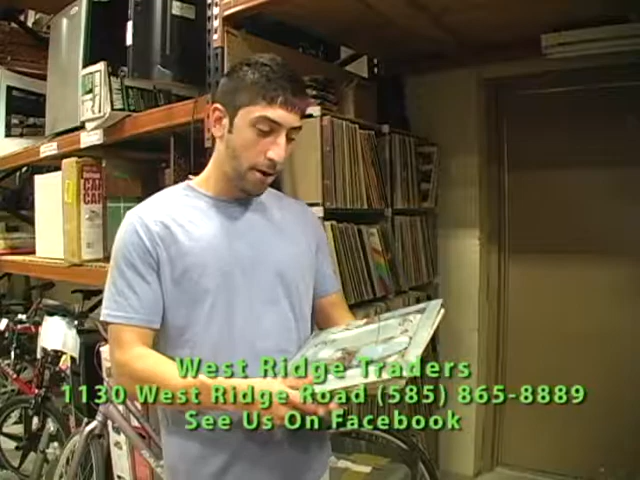 West Ridge Traders
1130 West Ridge Road (585) 865-8889
See Us On Facebook